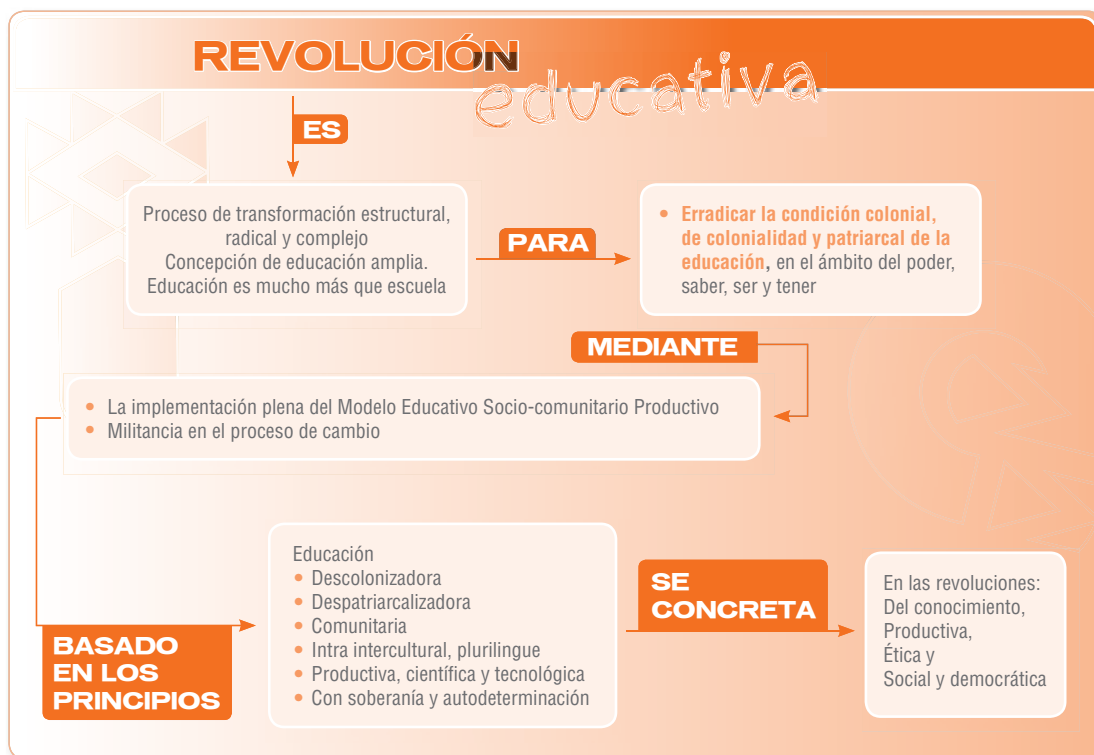 REVOLUCIÓN
educativa
ES
Proceso de transformación estructural,
radical y complejo
Concepción de educación amplia.
Educación es mucho más que escuela
PARA
• Erradicar la condición colonial,
de colonialidad y patriarcal de la
educación, en el ámbito del poder,
saber, ser y tener
MEDIANTE
• La implementación plena del Modelo Educativo Socio-comunitario Productivo
• Militancia en el proceso de cambio
BASADO
EN LOS
PRINCIPIOS
Educación
• Descolonizadora
• Despatriarcalizadora
• Comunitaria
• Intra intercultural, plurilingue
• Productiva, científica y tecnológica
• Con soberanía y autodeterminación
SE
CONCRETA
En las revoluciones:
Del conocimiento,
Productiva,
Ética y
Social y democrática